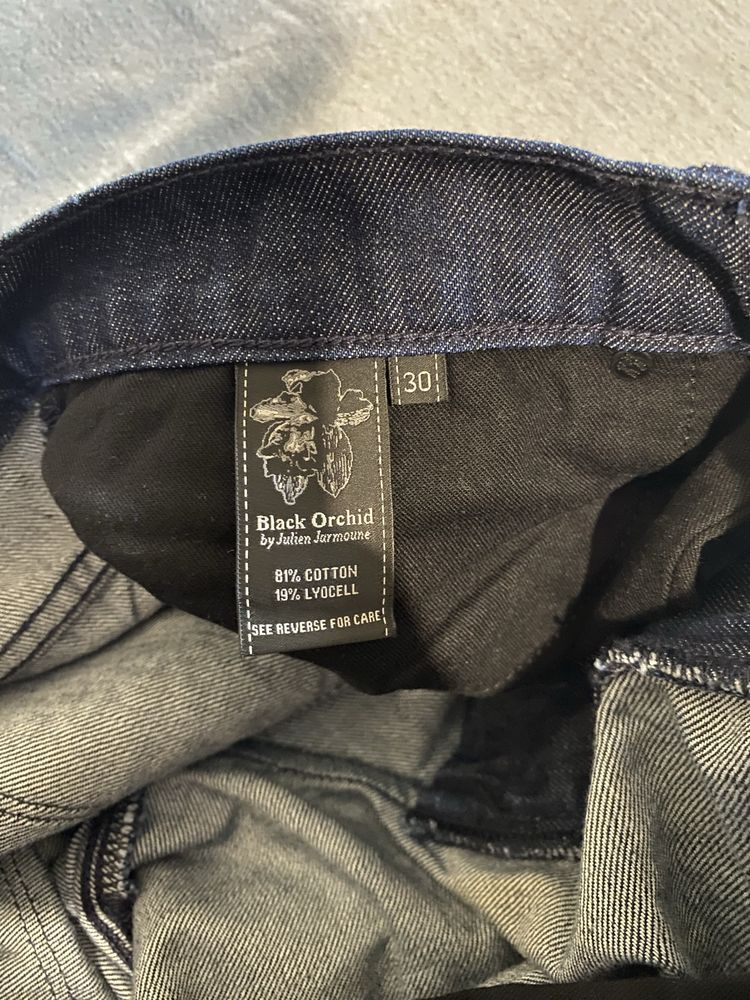 30
Black Orchid
by Julien Jarmoune
81% COTTON
19% LYOCELL
SEE REVERSE FOR CARE